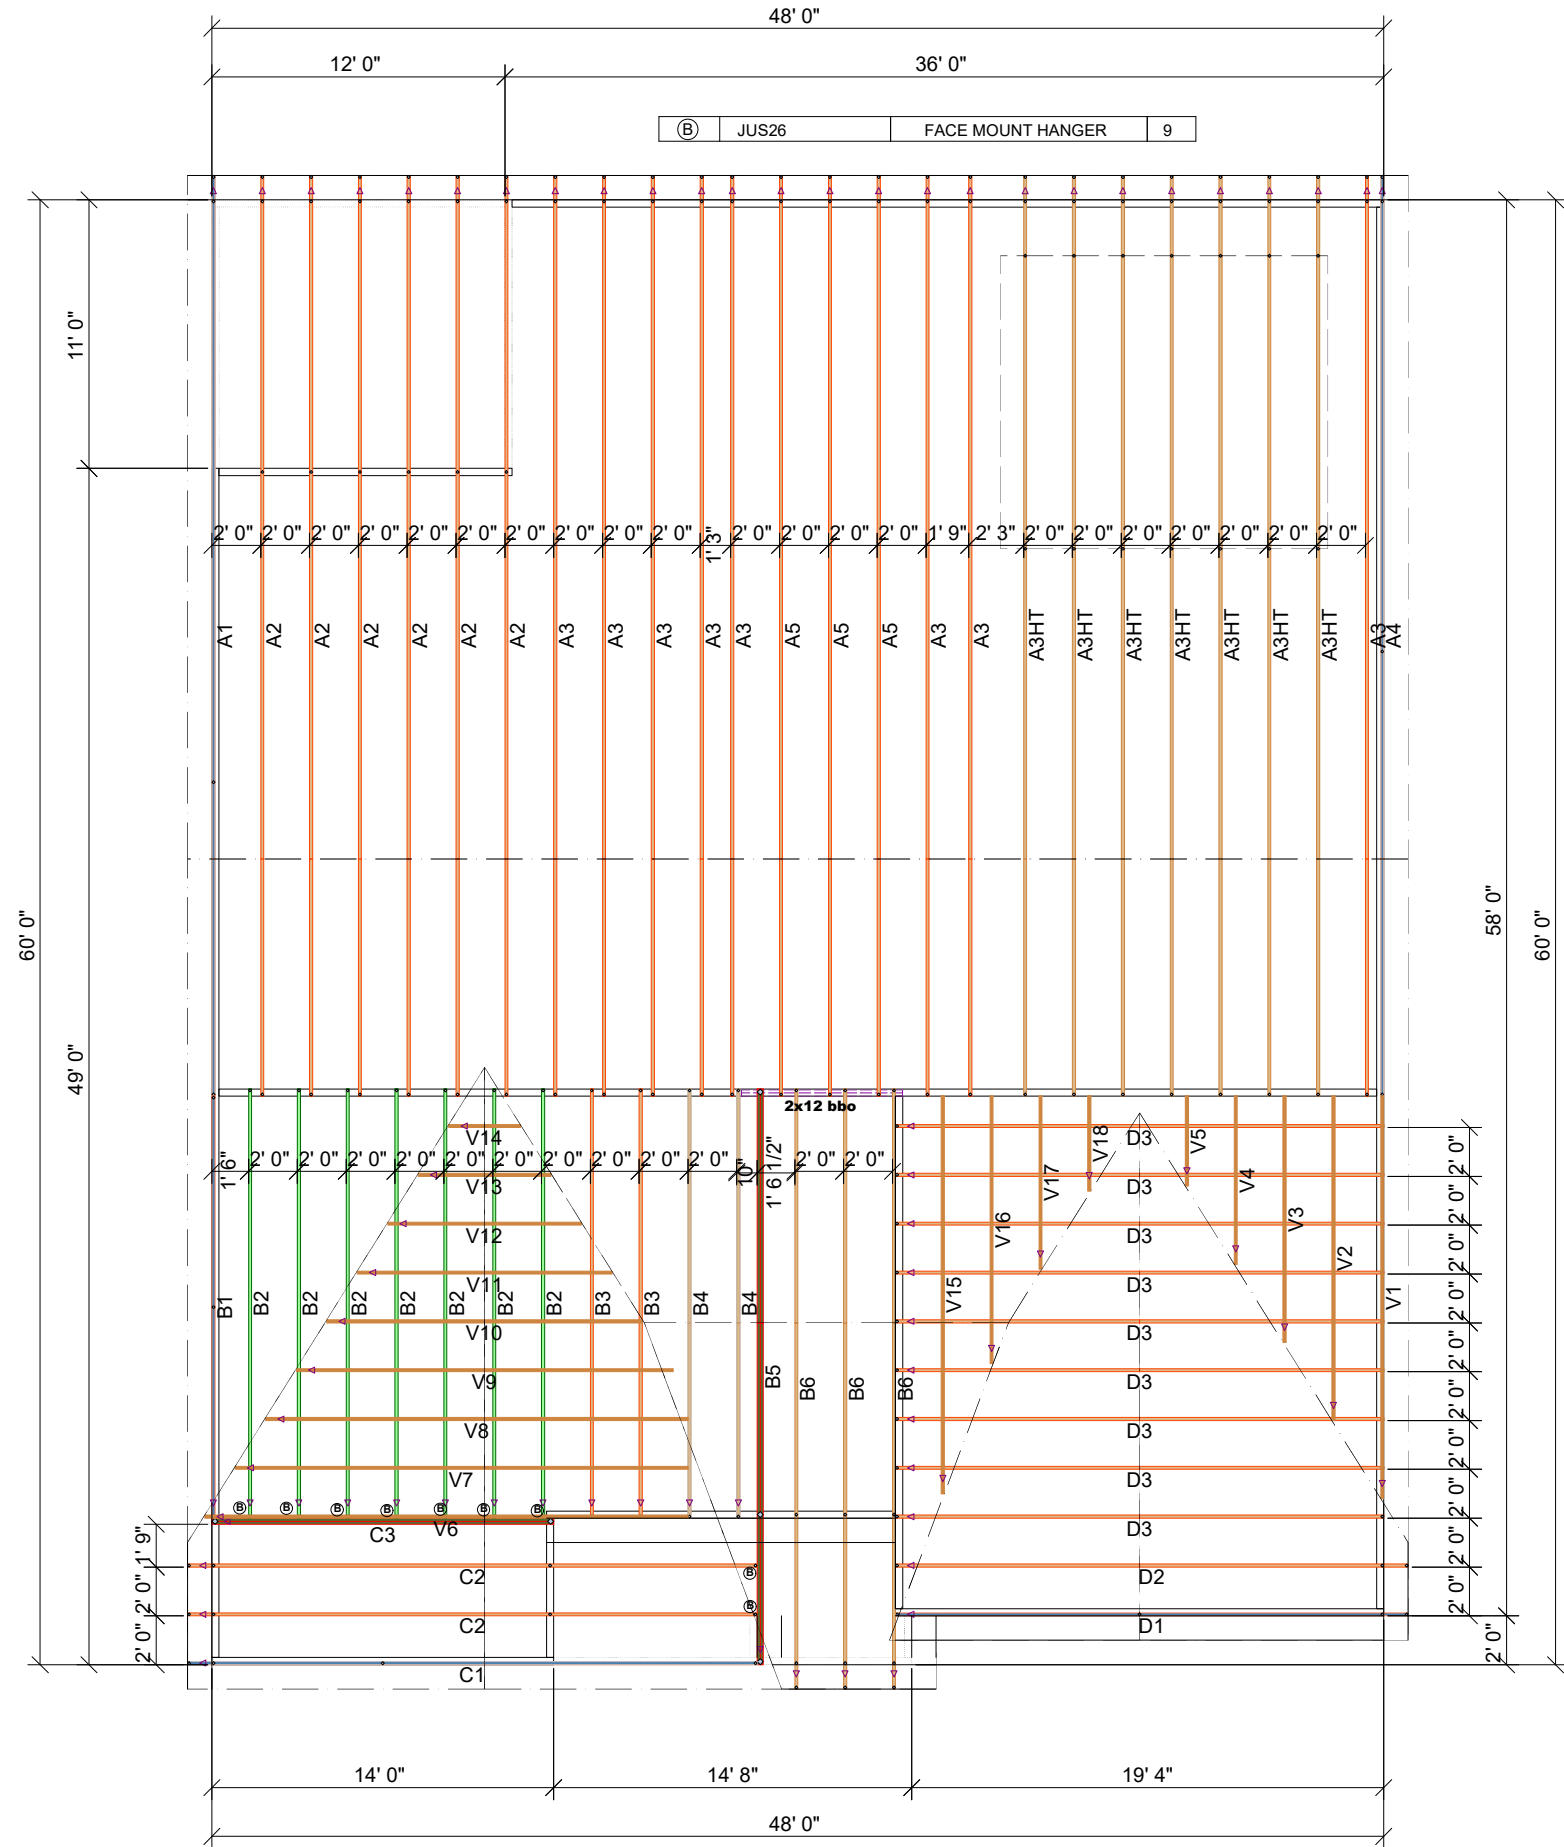 48' 0"
12' 0"
36' 0"
B JUS26 FACE MOUNT HANGER 9
11' 0"
2' 0" 2' 0" 2' 0" 2' 0" 2' 0" 2' 0" 2' 0" 2' 0" 2' 0" 2' 0" 1' 3" 2' 0" 2' 0" 2' 0" 2' 0" 1' 9" 2' 3" 2' 0" 2' 0" 2' 0" 2' 0" 2' 0" 2' 0" 2' 0"
A1 A2 A2 A2 A2 A2 A2 A3 A3 A3 A3 A3 A5 A5 A5 A3 A3 A3HT A3HT A3HT A3HT A3HT A3HT A3HT A3 A4
60' 0"
49' 0"
58' 0"
60' 0"
2x12 bbo
V14
V13
V12
V11
V10
V9
V8
V7
V6
1' 6" 2' 0" 2' 0" 2' 0" 2' 0" 2' 0" 2' 0" 2' 0" 2' 0" 2' 0" 2' 0" 10" 1' 6 1/2" 2' 0" 2' 0"
B1 B2 B2 B2 B2 B2 B2 B2 B3 B3 B4 B4 B5 B6 B6 B6
V15 V16 V17 V18 V5 V4 V3 V2 V1
D3
D3
D3
D3
D3
D3
D3
D3
D3
D2
D1
2' 0"
2' 0"
2' 0"
2' 0"
2' 0"
2' 0"
2' 0"
2' 0"
2' 0"
2' 0"
2' 0"
B B B B B B B
C3
C2
C2
C1
B
B
1' 9"
2' 0"
2' 0"
14' 0"
14' 8"
19' 4"
48' 0"